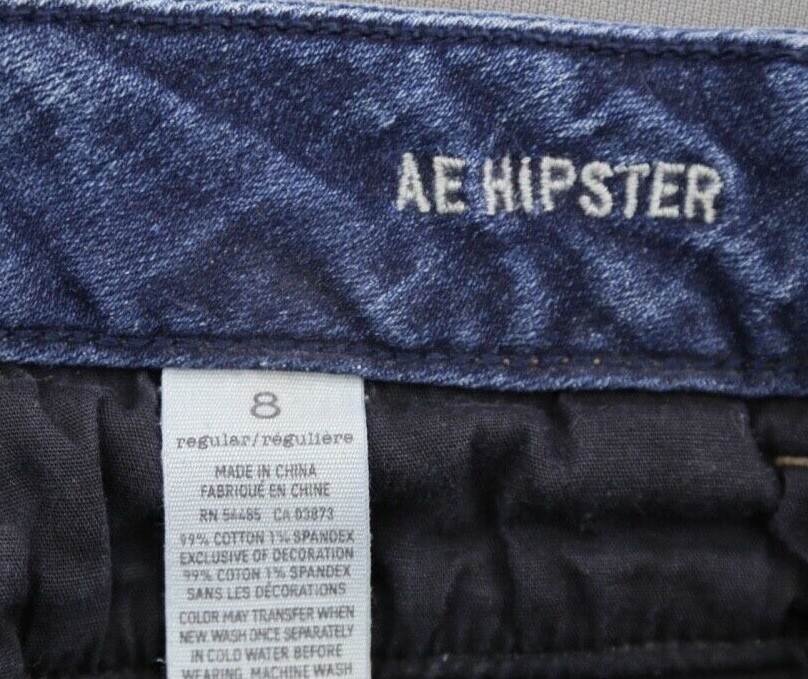 AE HIPSTER
8
regular/régulière
MADE IN CHINA
FABRIQUÉ EN CHINE
RN 54485 CA 03873
99% COTTON 1% SPANDEX
EXCLUSIVE OF DECORATION
99% COTON 1% SPANDEX
SANS LES DÉCORATIONS
COLOR MAY TRANSFER WHEN
NEW WASH ONCE SEPARATELY
IN COLD WATER BEFORE
WEARING. MACHINE WASH